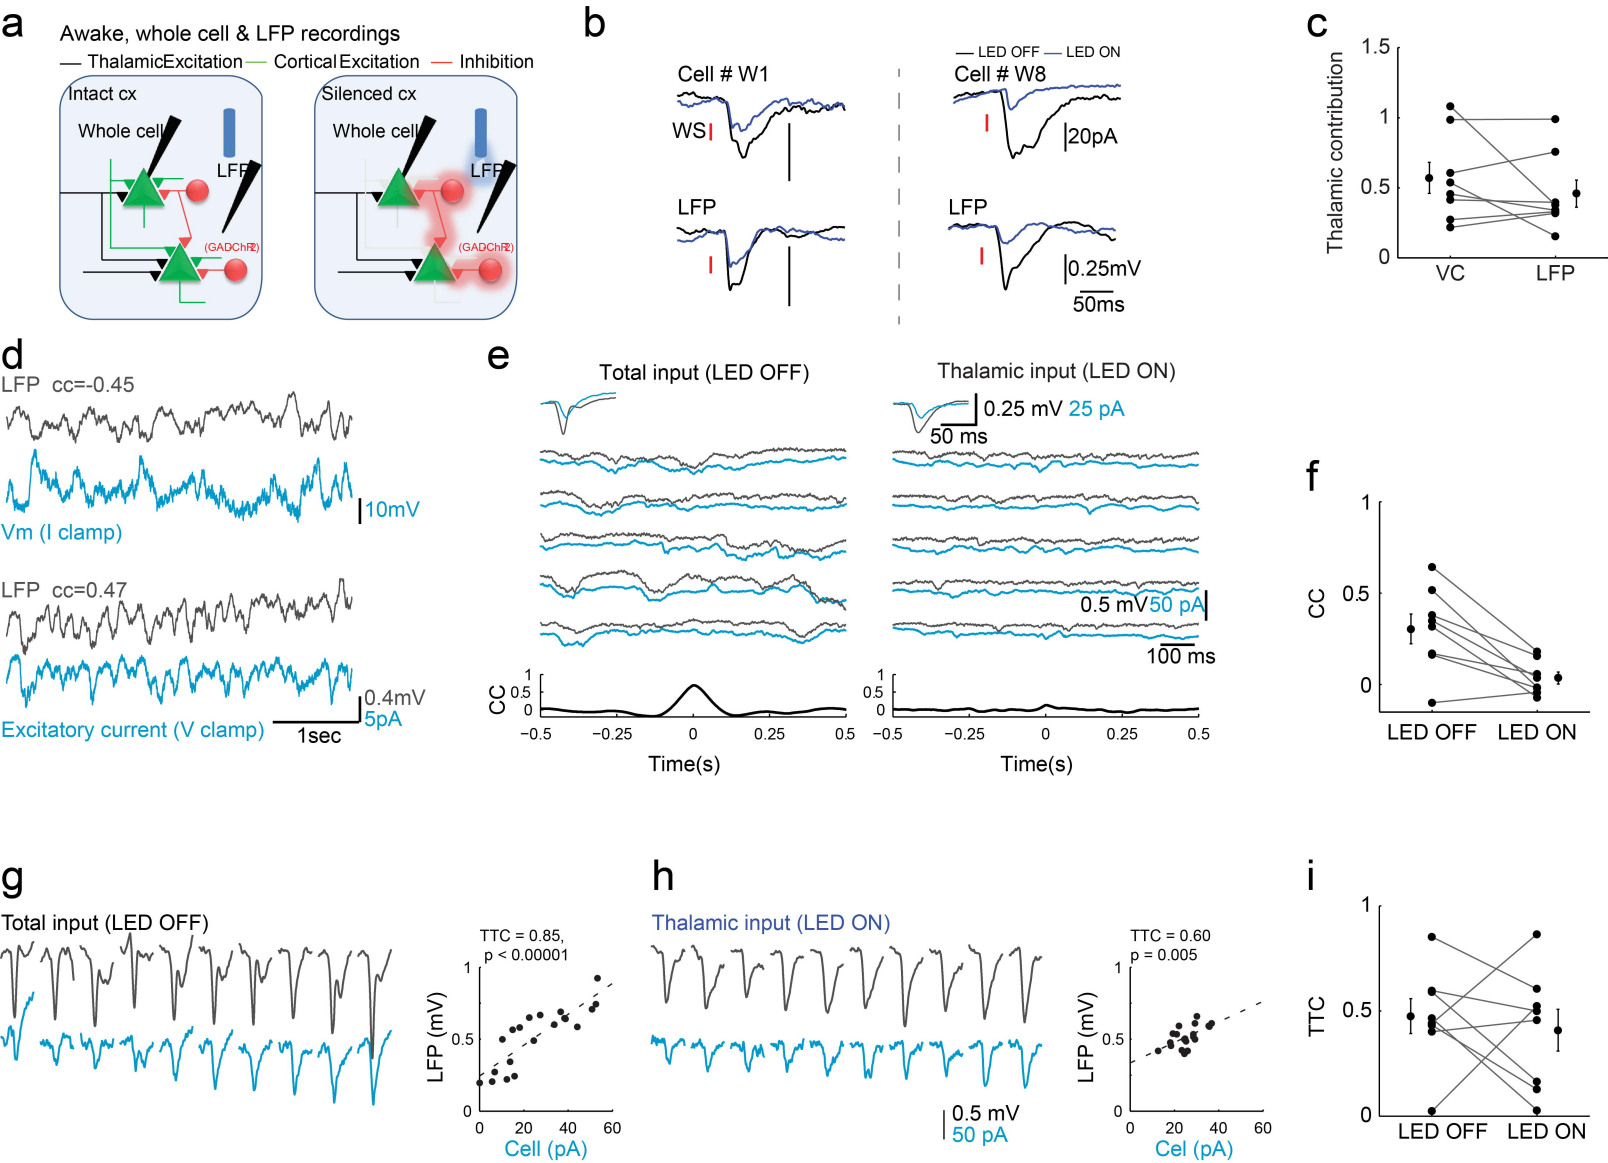 a
Awake, whole cell & LFP recordings
ThalamicExcitation Cortical Excitation Inhibition
Intact cx
Whole cell
LFP
(GADChR2)
Silenced cx
Whole cell
LFP
(GADChR2)
b
LED OFF LED ON
Cell # W1
WS
Cell # W8
20pA
LFP
LFP
0.25mV
50ms
c
Thalamic contribution
1.5
1
0.5
0
VC LFP
d
LFP cc=-0.45
10mV
Vm (I clamp)
LFP cc=0.47
0.4mV
5pA
Excitatory current (V clamp)
1sec
e
Total input (LED OFF)
Thalamic input (LED ON)
0.25 mV 25 pA
50 ms
0.5 mV 50 pA
100 ms
CC
1
0.5
0
−0.5 −0.25 0 0.25 0.5
Time(s)
1
0.5
0
−0.5 −0.25 0 0.25 0.5
Time(s)
f
CC
1
0.5
0
LED OFF LED ON
g
Total input (LED OFF)
TTC = 0.85,
p < 0.00001
LFP (mV)
1
0.5
0
0 20 40 60
Cell (pA)
h
Thalamic input (LED ON)
0.5 mV
50 pA
TTC = 0.60
p = 0.005
LFP (mV)
1
0.5
0
0 20 40 60
Cel (pA)
i
TTC
1
0.5
0
LED OFF LED ON